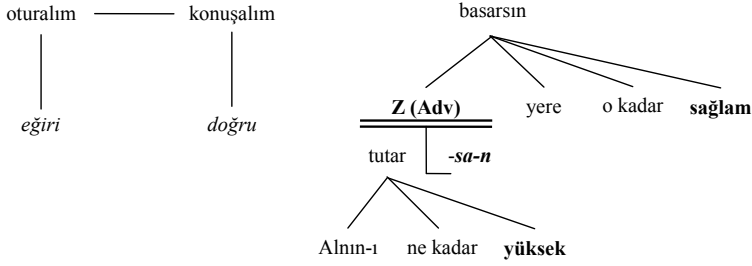 oturalım konuşalım
eğiri doğru
basarsın
Z (Adv) yere o kadar sağlam
tutar -sa-n
Alnın-ı ne kadar yüksek